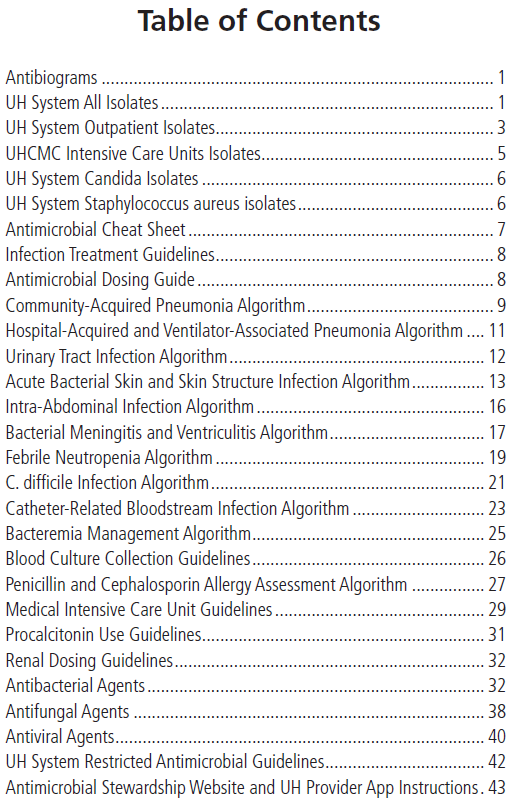 Table of Contents
Antibiograms ........................................................................................ 1
UH System All Isolates ........................................................................... 1
UH System Outpatient Isolates............................................................... 3
UHCMC Intensive Care Units Isolates..................................................... 5
UH System Candida Isolates .................................................................. 6
UH System Staphylococcus aureus isolates............................................ 6
Antimicrobial Cheat Sheet ..................................................................... 7
Infection Treatment Guidelines............................................................... 8
Antimicrobial Dosing Guide ................................................................... 8
Community-Acquired Pneumonia Algorithm.......................................... 9
Hospital-Acquired and Ventilator-Associated Pneumonia Algorithm .... 11
Urinary Tract Infection Algorithm......................................................... 12
Acute Bacterial Skin and Skin Structure Infection Algorithm................ 13
Intra-Abdominal Infection Algorithm ................................................... 16
Bacterial Meningitis and Ventriculitis Algorithm................................... 17
Febrile Neutropenia Algorithm ............................................................ 19
C. difficile Infection Algorithm............................................................. 21
Catheter-Related Bloodstream Infection Algorithm ............................. 23
Bacteremia Management Algorithm.................................................... 25
Blood Culture Collection Guidelines .................................................... 26
Penicillin and Cephalosporin Allergy Assessment Algorithm ................ 27
Medical Intensive Care Unit Guidelines ............................................... 29
Procalcitonin Use Guidelines............................................................... 31
Renal Dosing Guidelines..................................................................... 32
Antibacterial Agents ........................................................................... 32
Antifungal Agents .............................................................................. 38
Antiviral Agents.................................................................................. 40
UH System Restricted Antimicrobial Guidelines................................... 42
Antimicrobial Stewardship Website and UH Provider App Instructions. 43